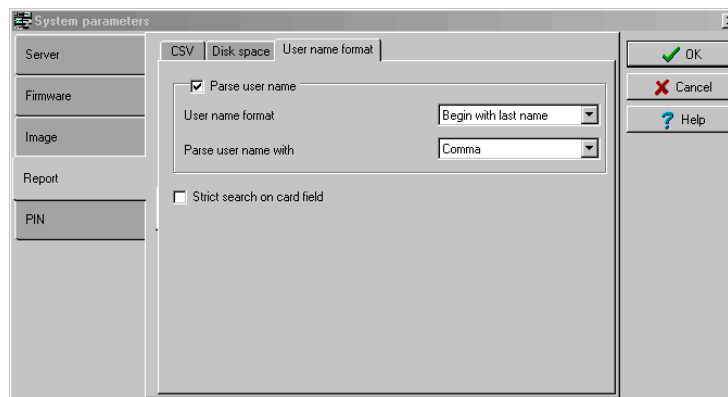 System parameters
Server
Firmware
Image
Report
PIN
CSV
Disk space
User name format
Parse user name
User name format
Begin with last name
Parse user name with
Comma
Strict search on card field
OK
Cancel
Help